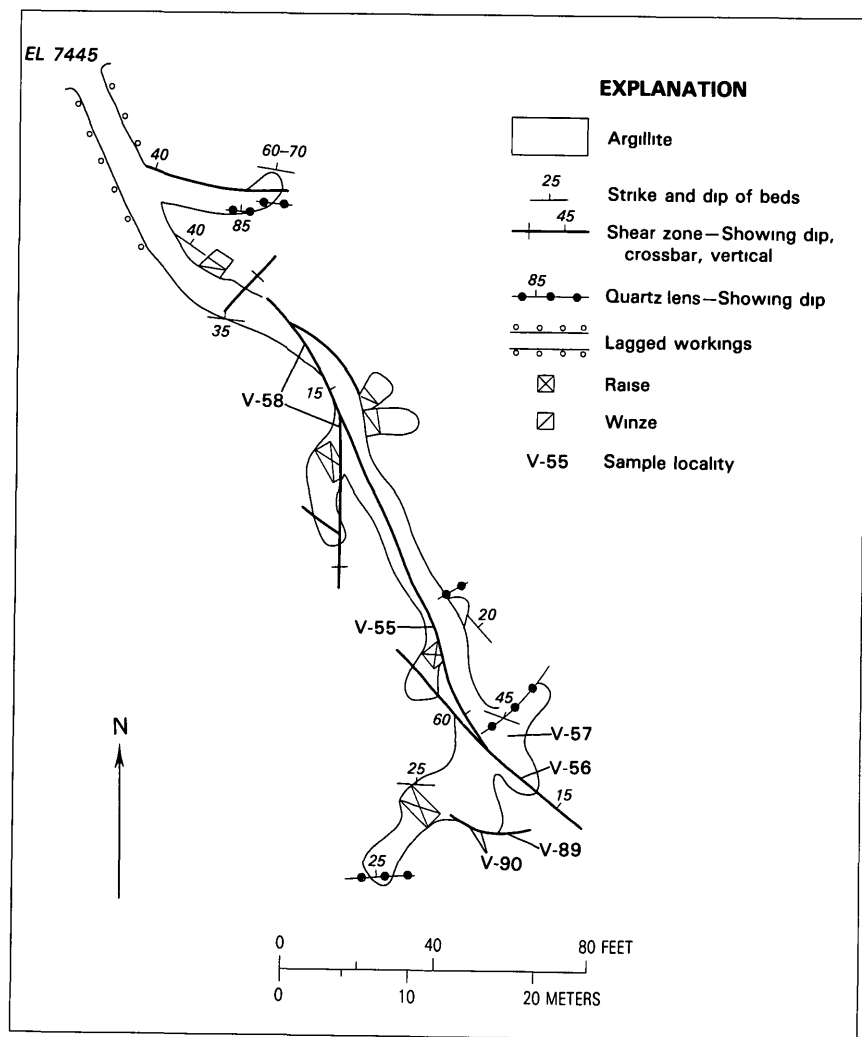 EL 7445
40
60–70
85
40
35
V-58
15
V-55
20
45
60
V-57
V-56
15
25
V-89
V-90
25
N
EXPLANATION
Argillite
25
Strike and dip of beds
45
Shear zone—Showing dip,
crossbar, vertical
85
Quartz lens—Showing dip
Lagged workings
Raise
Winze
V-55 Sample locality
0 40 80 FEET
0 10 20 METERS